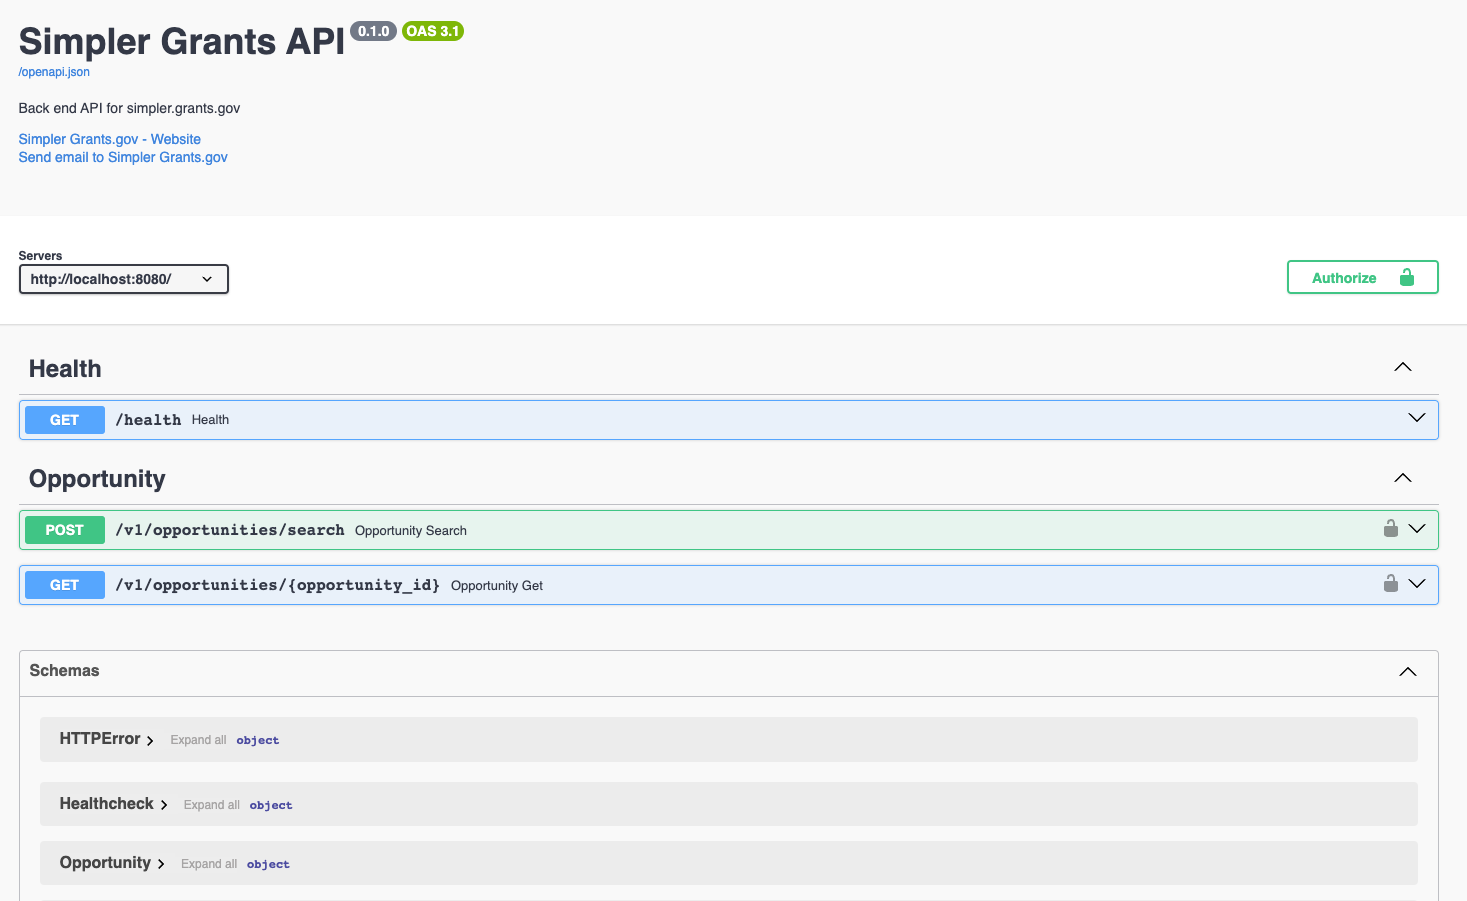 Simpler Grants API 0.1.0 OAS 3.1
/openapi.json
Back end API for simpler.grants.gov
Simpler Grants.gov - Website
Send email to Simpler Grants.gov
Servers
http://localhost:8080/
Authorize
Health
GET /health Health
Opportunity
POST /v1/opportunities/search Opportunity Search
GET /v1/opportunities/{opportunity_id} Opportunity Get
Schemas
HTTPError Expand all object
Healthcheck Expand all object
Opportunity Expand all object